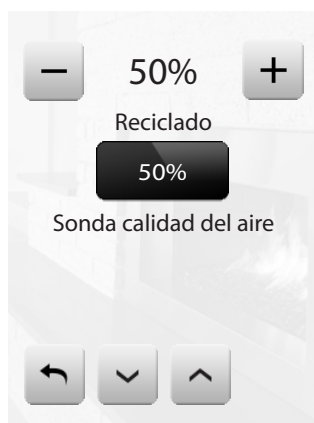 − 50% +
Reciclado
50%
Sonda calidad del aire